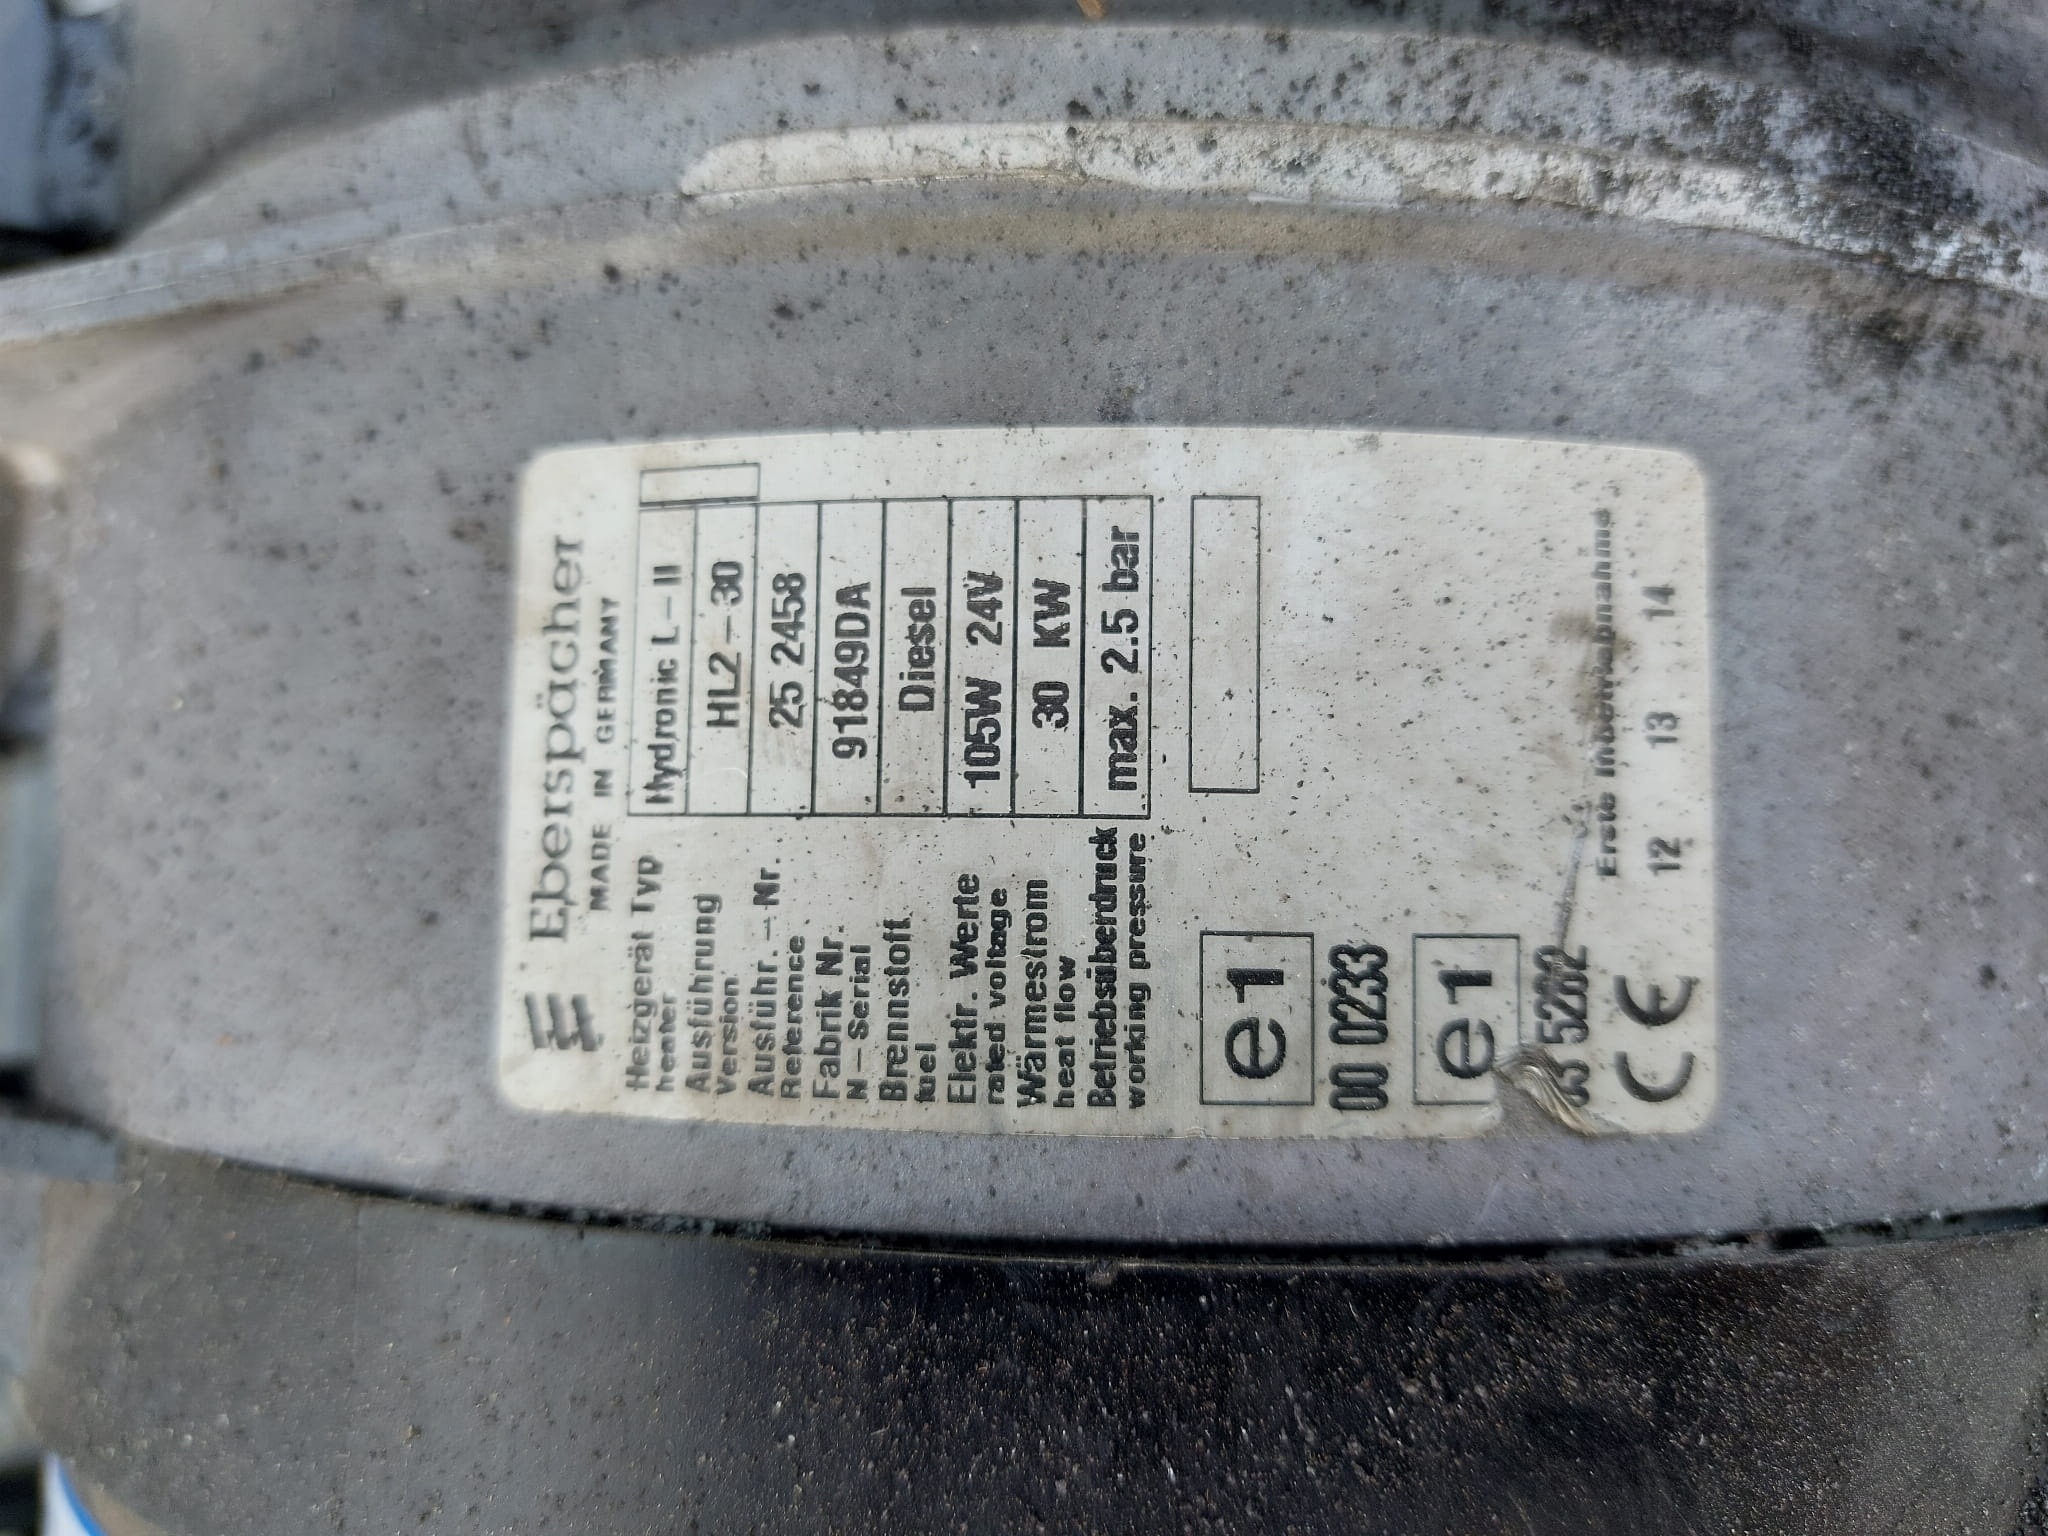 Eberspächer
MADE IN GERMANY
Heizgerät Typ
heater
Hydronic L-II
Ausführung
Version
HL2-30
Ausführ.-Nr.
Reference
25 2458
Fabrik Nr.
N-Serial
91849DA
Brennstoff
fuel
Diesel
Elektr. Werte
rated voltage
105W 24V
Wärmestrom
heat flow
30 KW
Betriebsüberdruck
working pressure
max. 2.5 bar
e1
00 0233
e1
5282
Erste Inbetriebnahme
CE
12 13 14